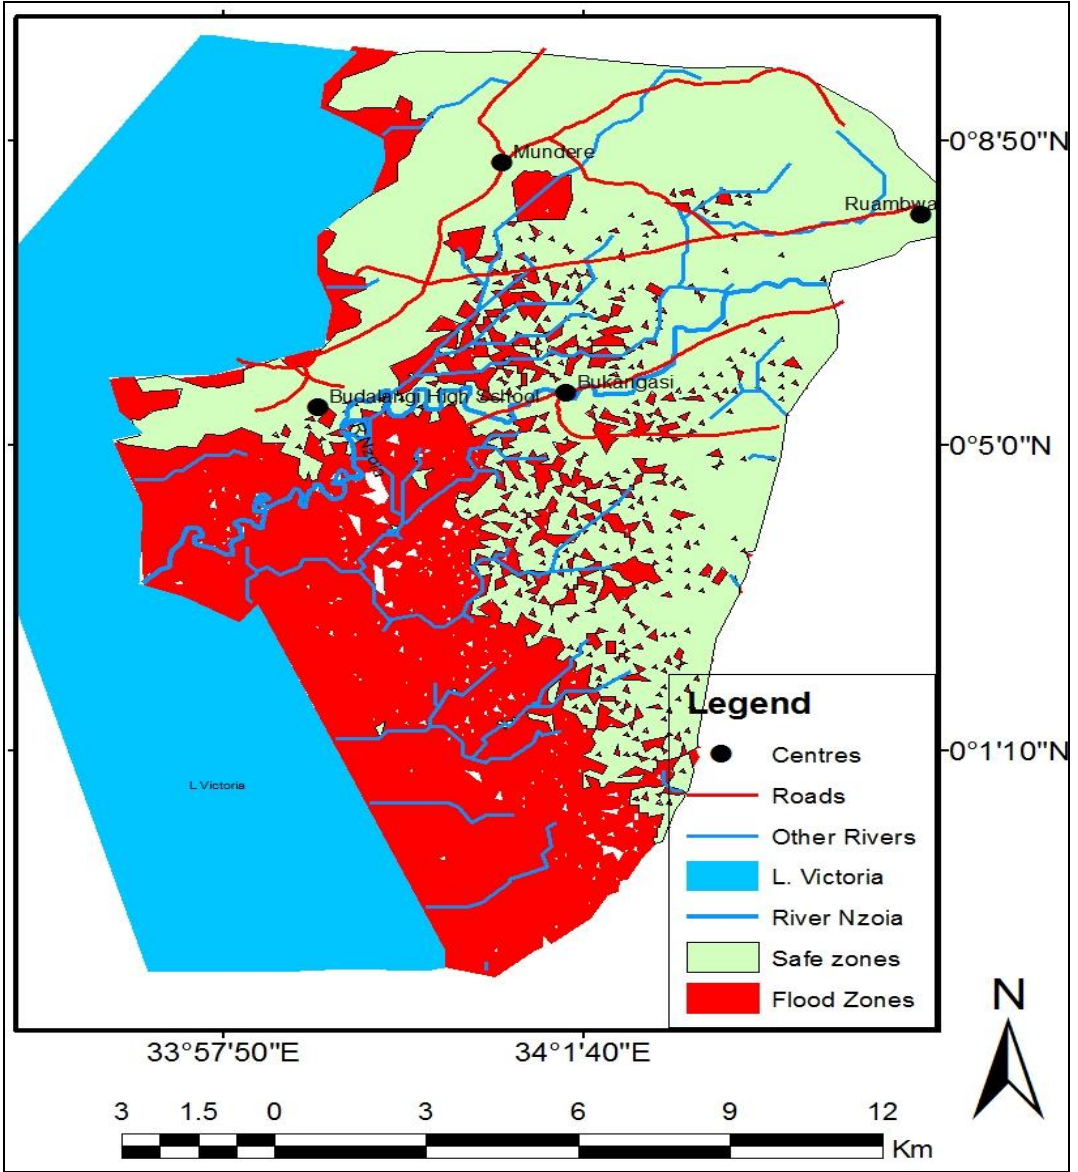 Mundere
0°8'50"N
Ruambwa
Bukangasi
Budalangi High School
R. Nzoia
0°5'0"N
Legend
Centres
0°1'10"N
L Victoria
Roads
Other Rivers
L. Victoria
River Nzoia
Safe zones
Flood Zones
N
33°57'50"E 34°1'40"E
3 1.5 0 3 6 9 12
Km